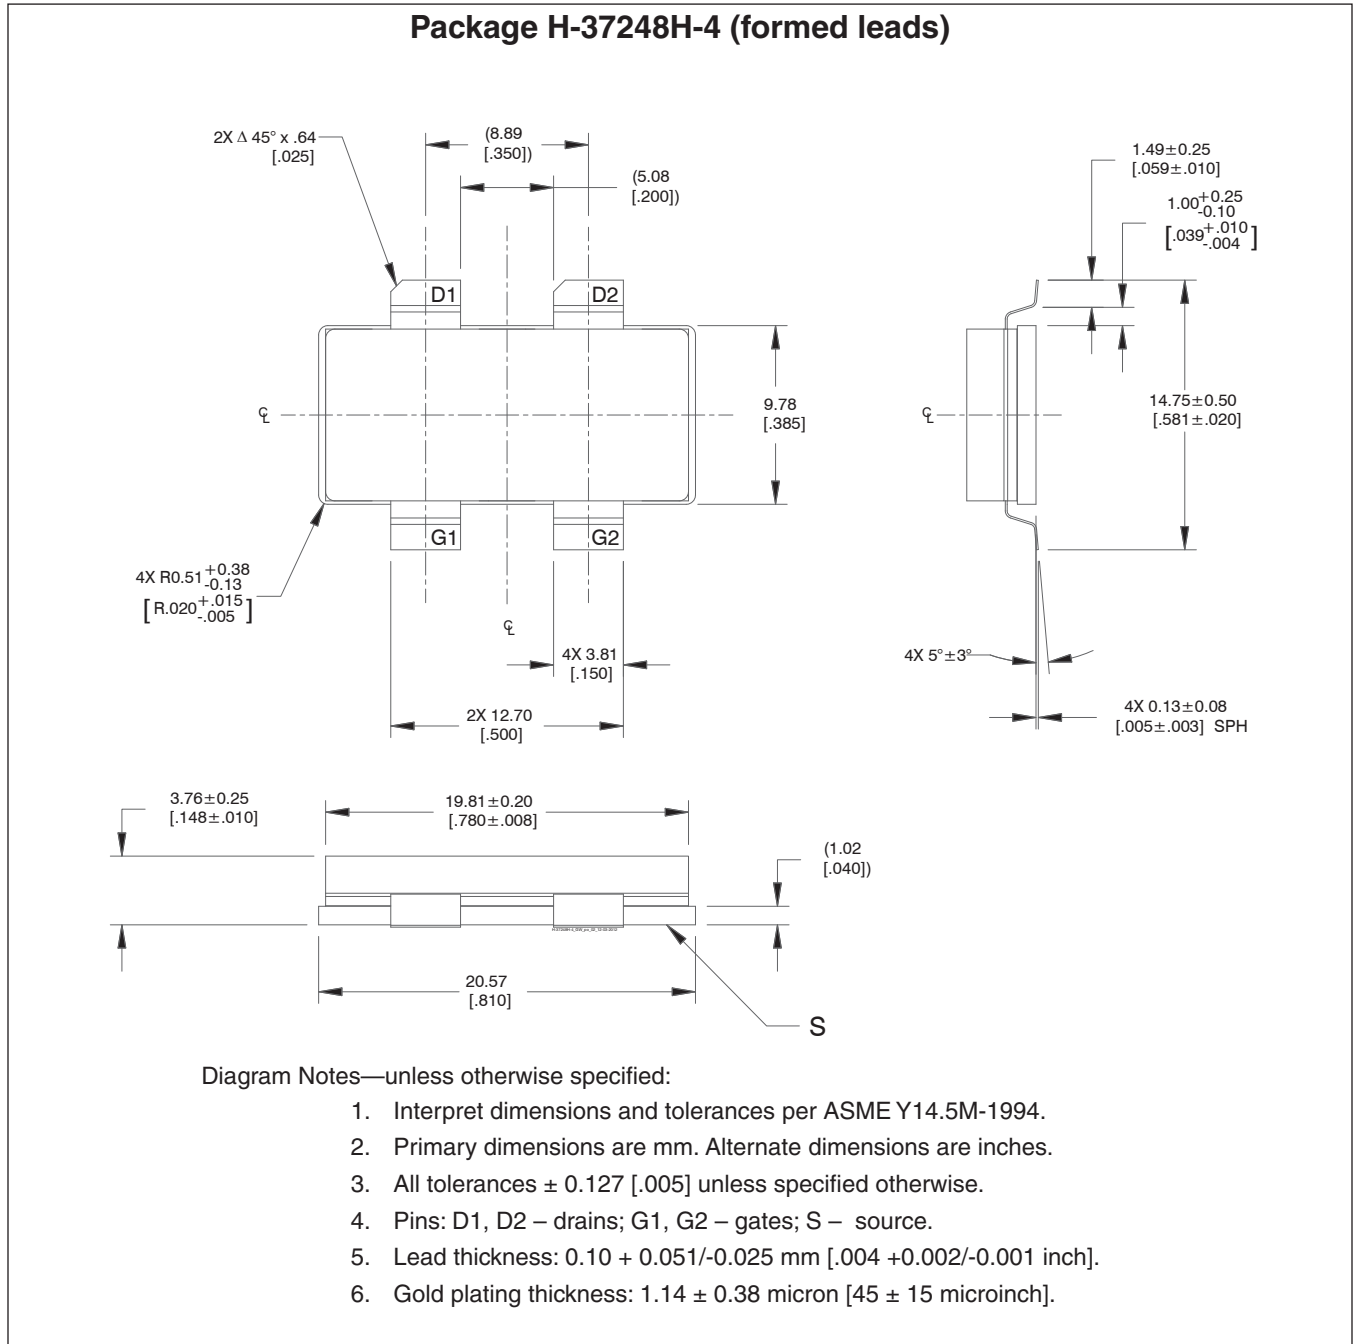 Package H-37248H-4 (formed leads)
2X Δ 45° x .64
[.025]
(8.89
[.350])
(5.08
[.200])
1.49±0.25
[.059±.010]
1.00+0.25
-0.10
[.039+.010
-.004]
D1
D2
℄
9.78
[.385]
℄
14.75±0.50
[.581±.020]
G1
G2
4X R0.51+0.38
-0.13
[R.020+.015
-.005]
℄
4X 3.81
[.150]
4X 5°±3°
2X 12.70
[.500]
4X 0.13±0.08
[.005±.003] SPH
3.76±0.25
[.148±.010]
19.81±0.20
[.780±.008]
(1.02
[.040])
20.57
[.810]
S
Diagram Notes—unless otherwise specified:
1. Interpret dimensions and tolerances per ASME Y14.5M-1994.
2. Primary dimensions are mm. Alternate dimensions are inches.
3. All tolerances ± 0.127 [.005] unless specified otherwise.
4. Pins: D1, D2 – drains; G1, G2 – gates; S – source.
5. Lead thickness: 0.10 + 0.051/-0.025 mm [.004 +0.002/-0.001 inch].
6. Gold plating thickness: 1.14 ± 0.38 micron [45 ± 15 microinch].